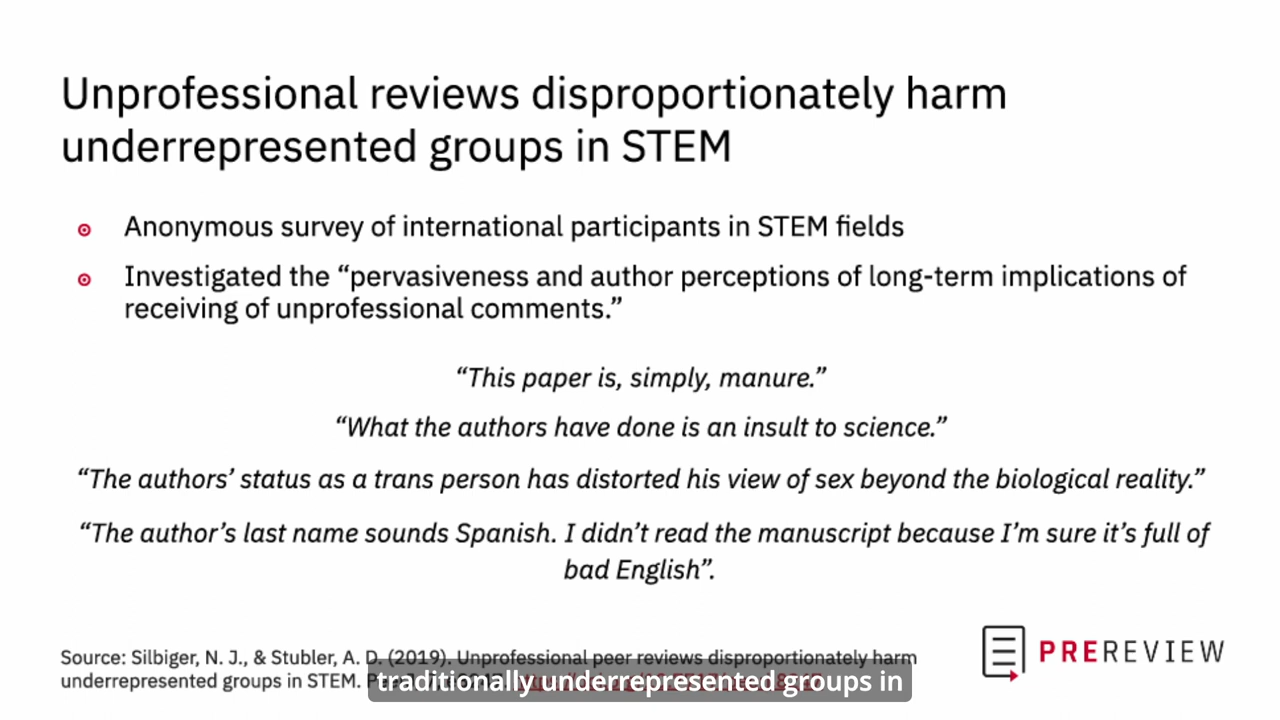 Unprofessional reviews disproportionately harm
underrepresented groups in STEM
Anonymous survey of international participants in STEM fields
Investigated the “pervasiveness and author perceptions of long-term implications of
receiving of unprofessional comments.”
“This paper is, simply, manure.”
“What the authors have done is an insult to science.”
“The authors’ status as a trans person has distorted his view of sex beyond the biological reality.”
“The author’s last name sounds Spanish. I didn’t read the manuscript because I’m sure it’s full of
bad English”.
Source: Silbiger, N. J., & Stubler, A. D. (2019). Unprofessional peer reviews disproportionately harm
underrepresented groups in STEM.
traditionally underrepresented groups in
PREREVIEW